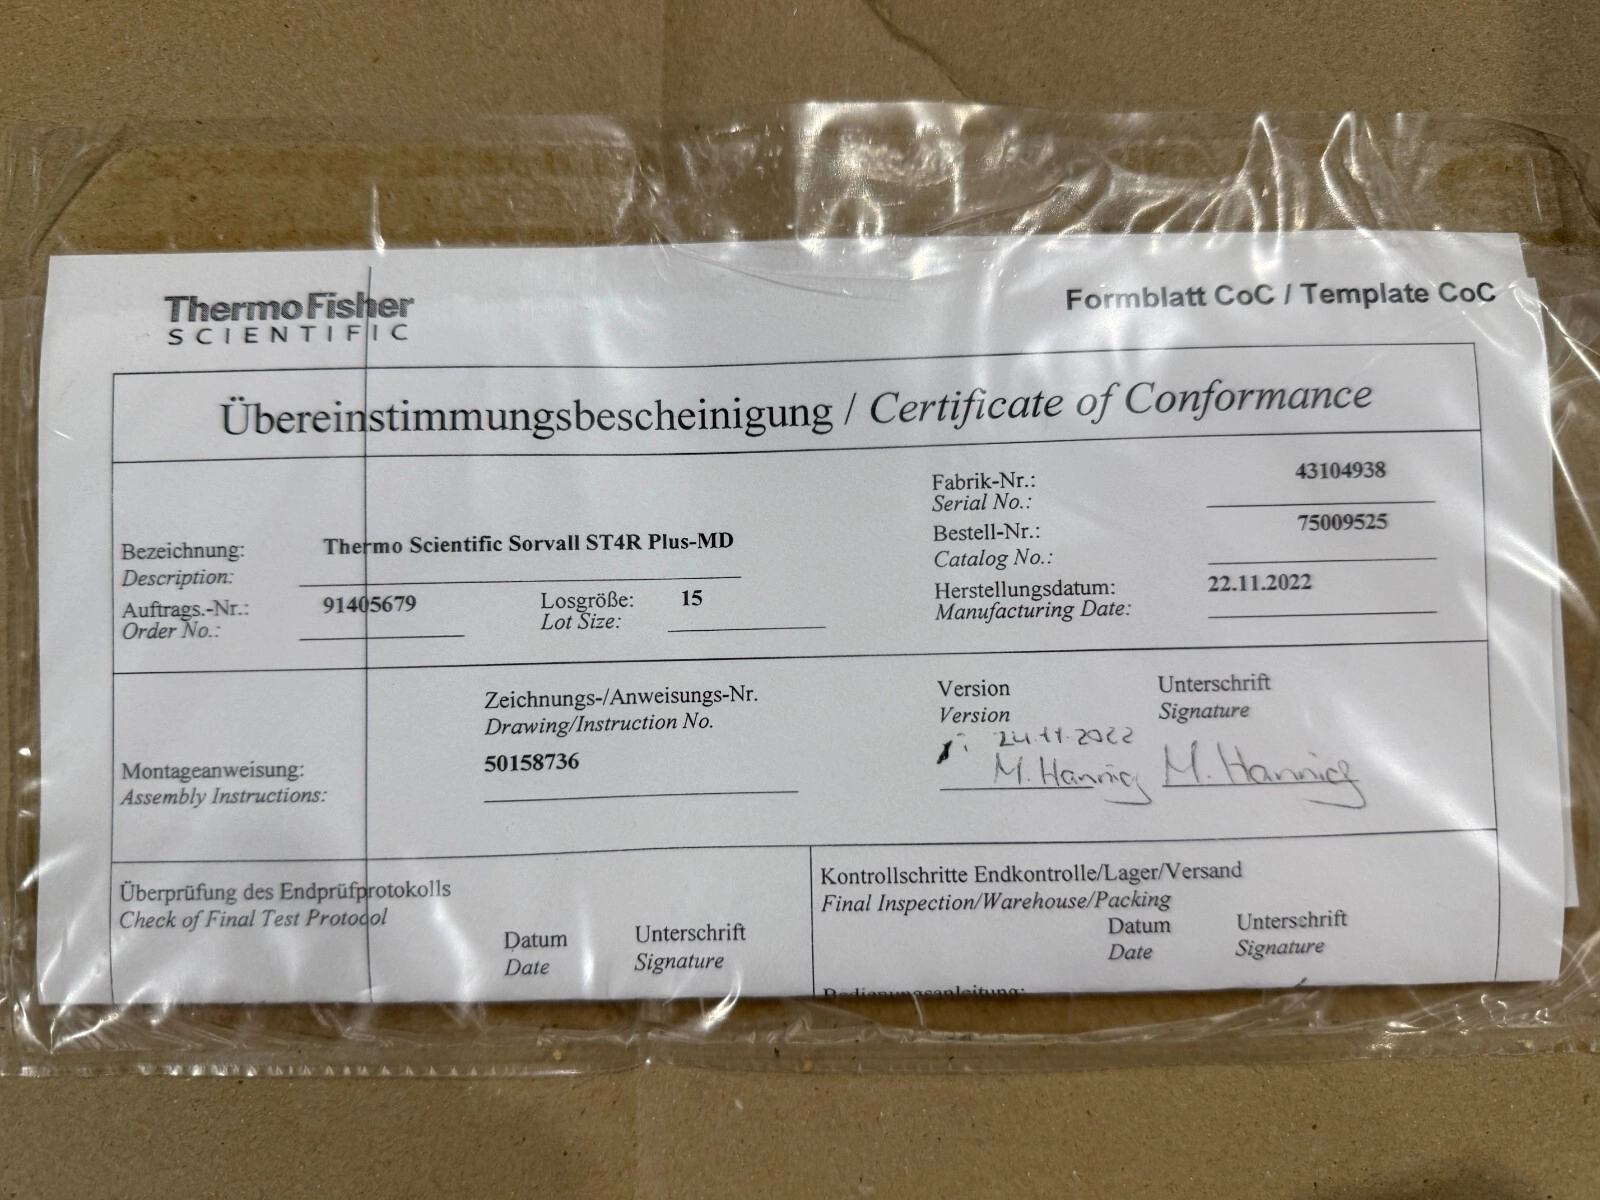 ThermoFisher
SCIENTIFIC
Formblatt CoC / Template CoC
Übereinstimmungsbescheinigung / Certificate of Conformance
Fabrik-Nr.: 43104938
Serial No.:
Bestell-Nr.: 75009525
Catalog No.:
Herstellungsdatum: 22.11.2022
Manufacturing Date:
Bezeichnung: Thermo Scientific Sorvall ST4R Plus-MD
Description:
Auftrags.-Nr.: 91405679 Losgröße: 15
Order No.: Lot Size:
Zeichnungs-/Anweisungs-Nr. Version Unterschrift
Drawing/Instruction No. Version Signature
24.11.2022
Montageanweisung: 50158736 M. Hannig M. Hannig
Assembly Instructions:
Überprüfung des Endprüfprotokolls
Check of Final Test Protocol
Datum Unterschrift
Date Signature
Kontrollschritte Endkontrolle/Lager/Versand
Final Inspection/Warehouse/Packing
Datum Unterschrift
Date Signature
Bedienungsanleitung: